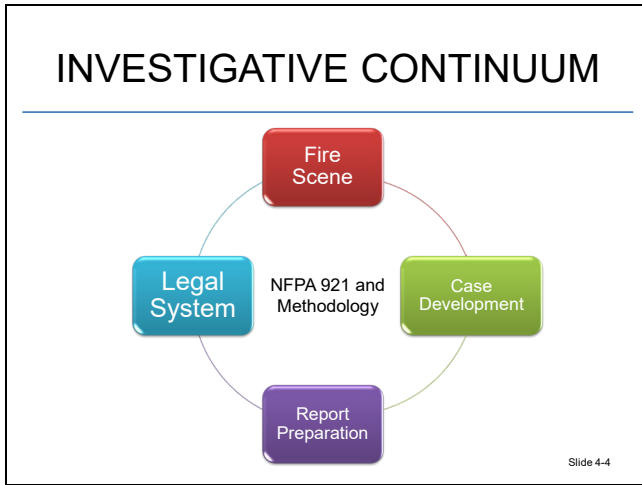 INVESTIGATIVE CONTINUUM
Fire
Scene
Legal
System
NFPA 921 and
Methodology
Case
Development
Report
Preparation
Slide 4-4